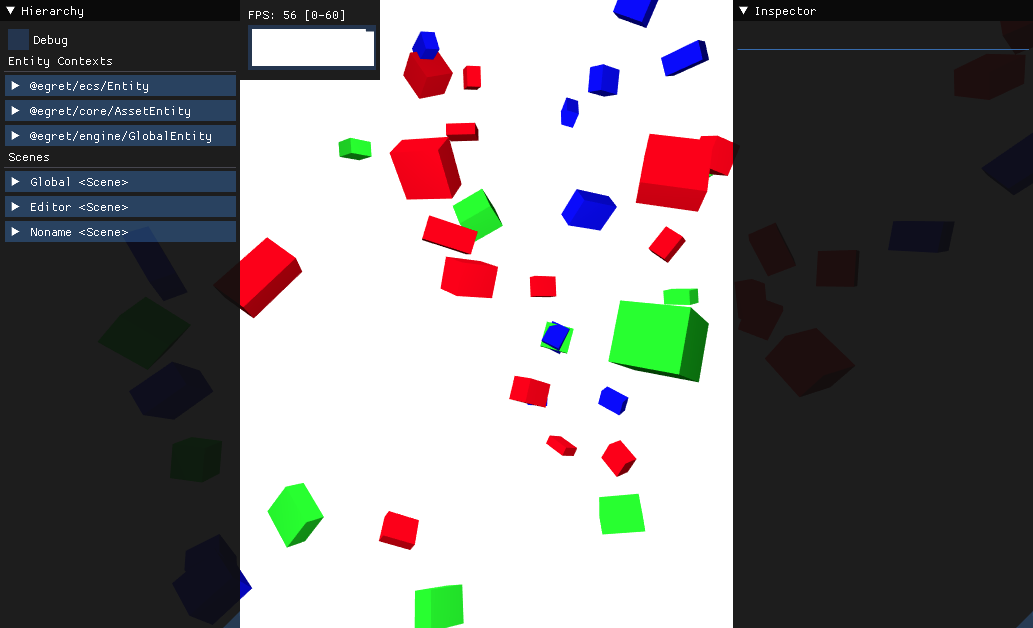 Hierarchy
Debug
Entity Contexts
@egret/ecs/Entity
@egret/core/AssetEntity
@egret/engine/GlobalEntity
Scenes
Global <Scene>
Editor <Scene>
Noname <Scene>
FPS: 56 [0-60]
Inspector